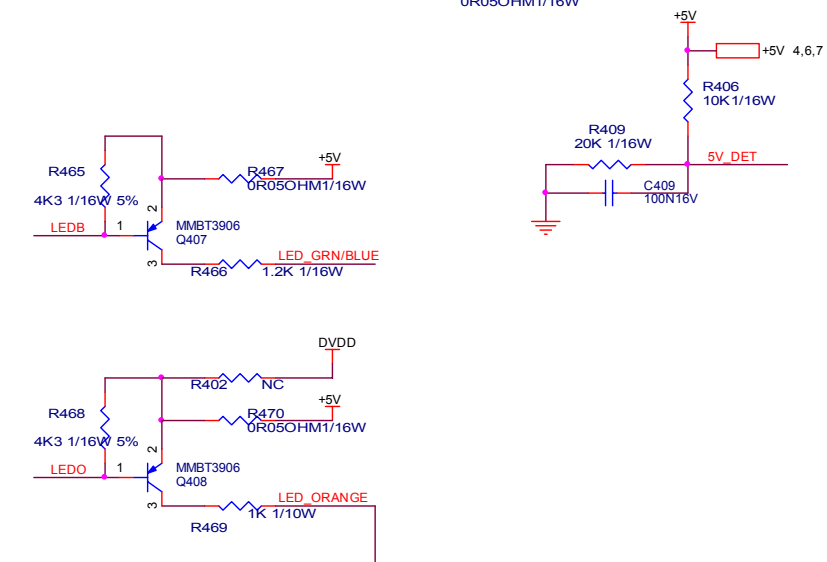 0R05OHM1/16W
+5V
+5V 4,6,7
R406
10K1/16W
R409
20K 1/16W
5V_DET
C409
100N16V
R465
4K3 1/16W 5%
+5V
R467
0R05OHM1/16W
LEDB
1
2
3
MMBT3906
Q407
LED_GRN/BLUE
R466
1.2K 1/16W
DVDD
R402
NC
+5V
R468
R470
0R05OHM1/16W
4K3 1/16W 5%
LEDO
1
2
3
MMBT3906
Q408
LED_ORANGE
1K 1/10W
R469